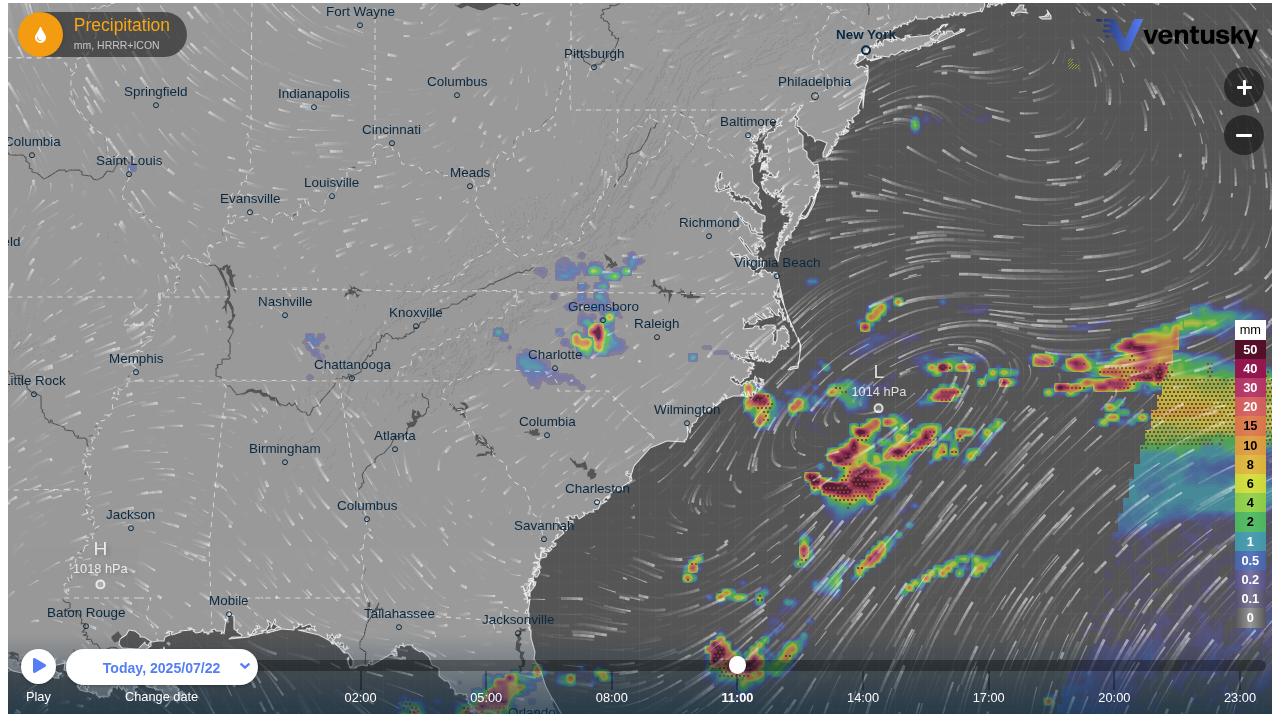 Precipitation
mm, HRRR+ICON
ventusky
Fort Wayne
New York
Pittsburgh
Columbus
Philadelphia
Springfield
Indianapolis
Baltimore
Cincinnati
Columbia
Saint Louis
Meads
Louisville
Evansville
Richmond
eld
Virginia Beach
Nashville
Knoxville
Greensboro
Raleigh
Charlotte
Memphis
Chattanooga
Little Rock
L
1014 hPa
Wilmington
Columbia
Atlanta
Birmingham
Charleston
Columbus
Jackson
Savannah
H
1018 hPa
Baton Rouge
Mobile
Tallahassee
Jacksonville
Orlando
mm
50
40
30
20
15
10
8
6
4
2
1
0.5
0.2
0.1
0
Today, 2025/07/22
Play
Change date
02:00
05:00
08:00
11:00
14:00
17:00
20:00
23:00